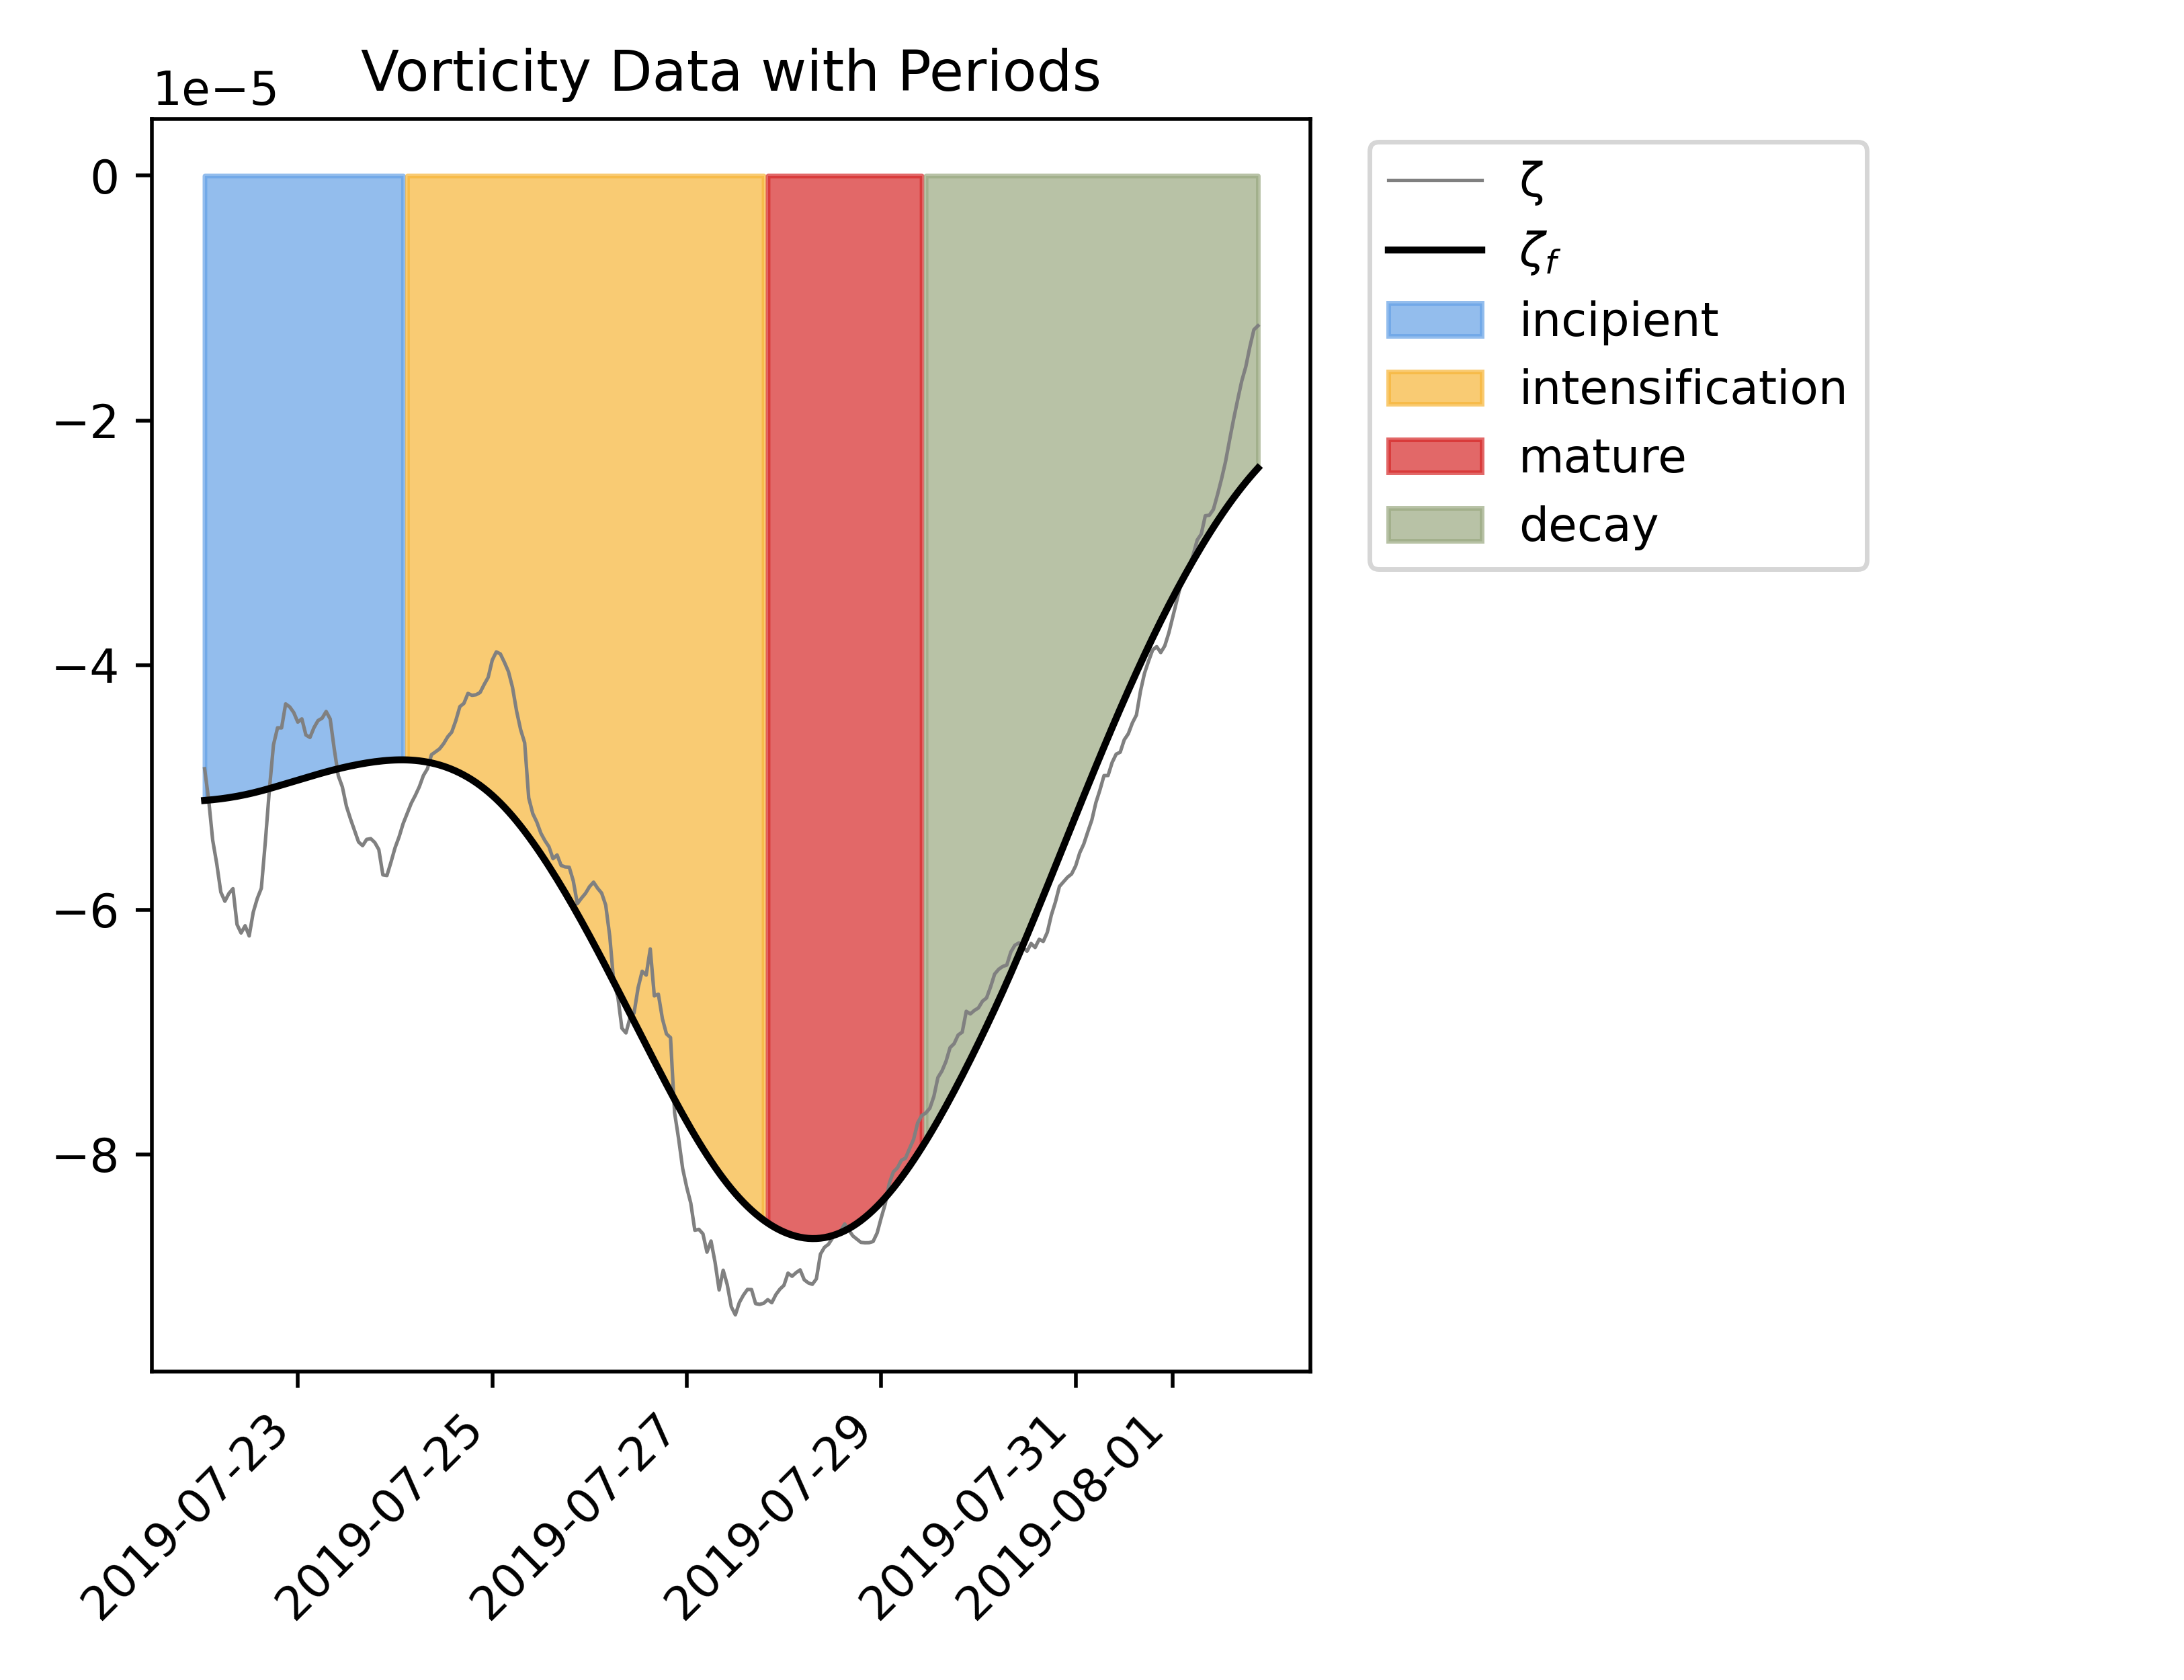 Vorticity Data with Periods
1e−5
0
−2
−4
−6
−8
2019-07-23
2019-07-25
2019-07-27
2019-07-29
2019-07-31
2019-08-01
ζ
ζf
incipient
intensification
mature
decay